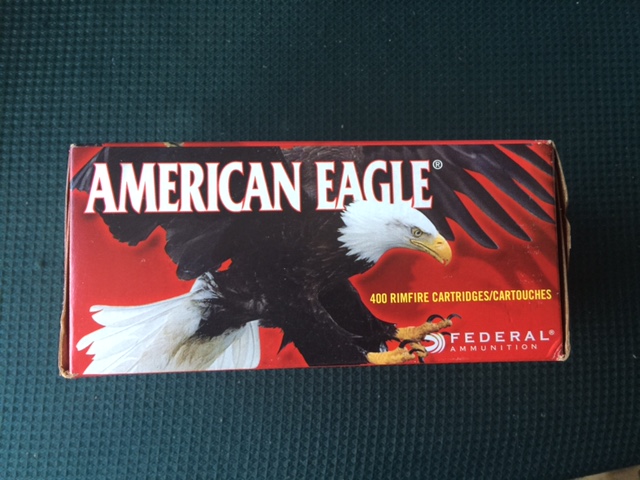 AMERICAN EAGLE®
400 RIMFIRE CARTRIDGES/CARTOUCHES
FEDERAL®
AMMUNITION